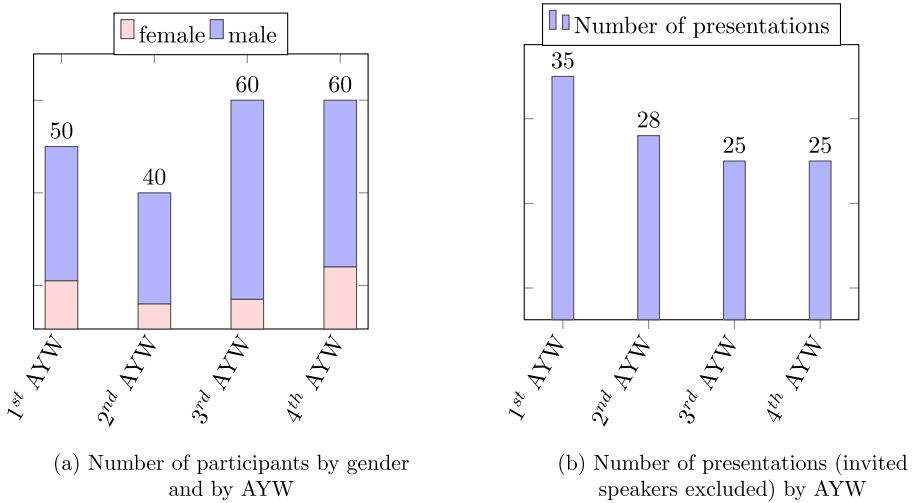 female male
50
40
60
60
1st AYW
2nd AYW
3rd AYW
4th AYW
(a) Number of participants by gender
and by AYW
Number of presentations
35
28
25
25
1st AYW
2nd AYW
3rd AYW
4th AYW
(b) Number of presentations (invited
speakers excluded) by AYW